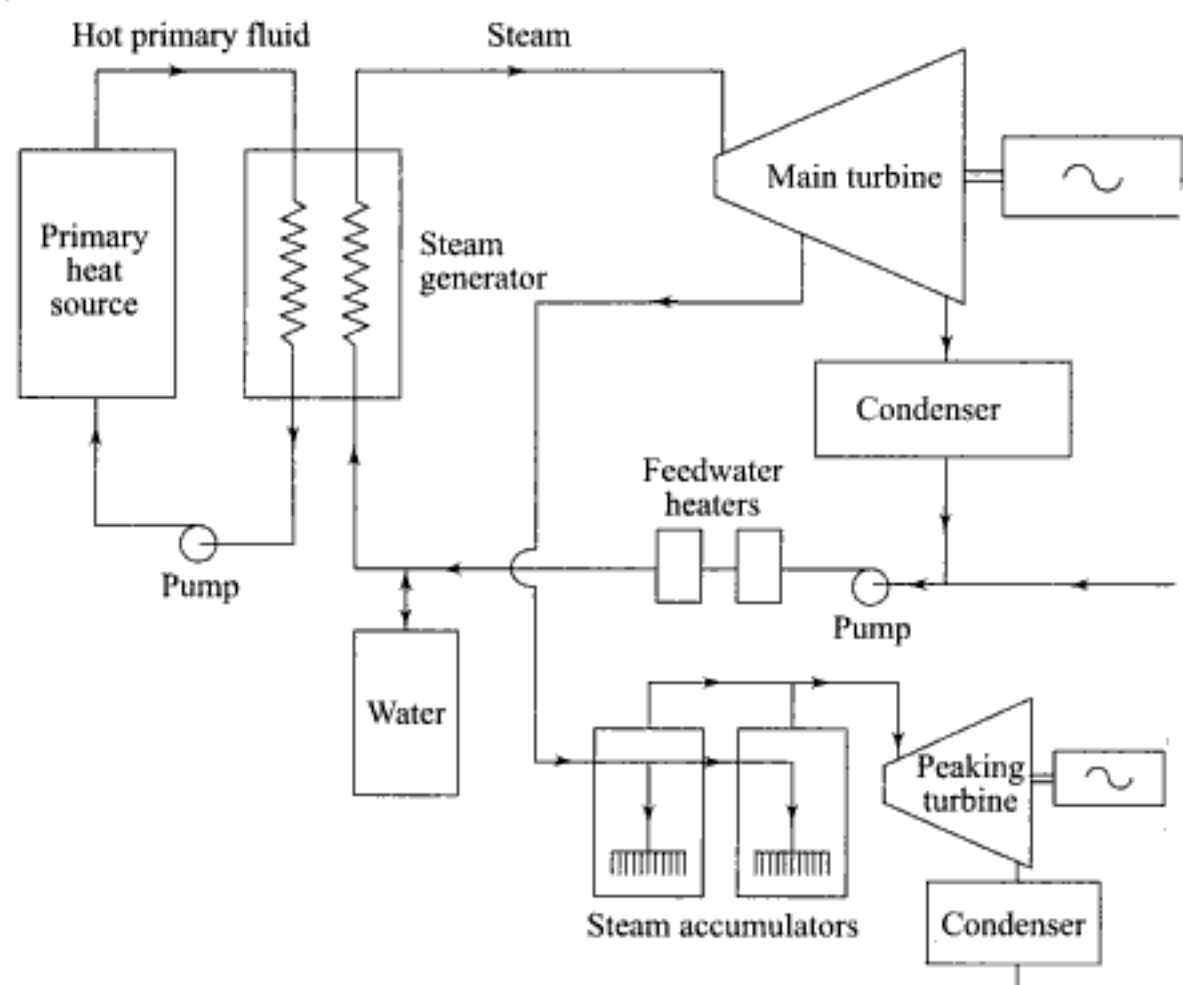 Hot primary fluid
Steam
Main turbine
Primary
heat
source
Steam
generator
Condenser
Feedwater
heaters
Pump
Pump
Water
Peaking
turbine
Steam accumulators
Condenser